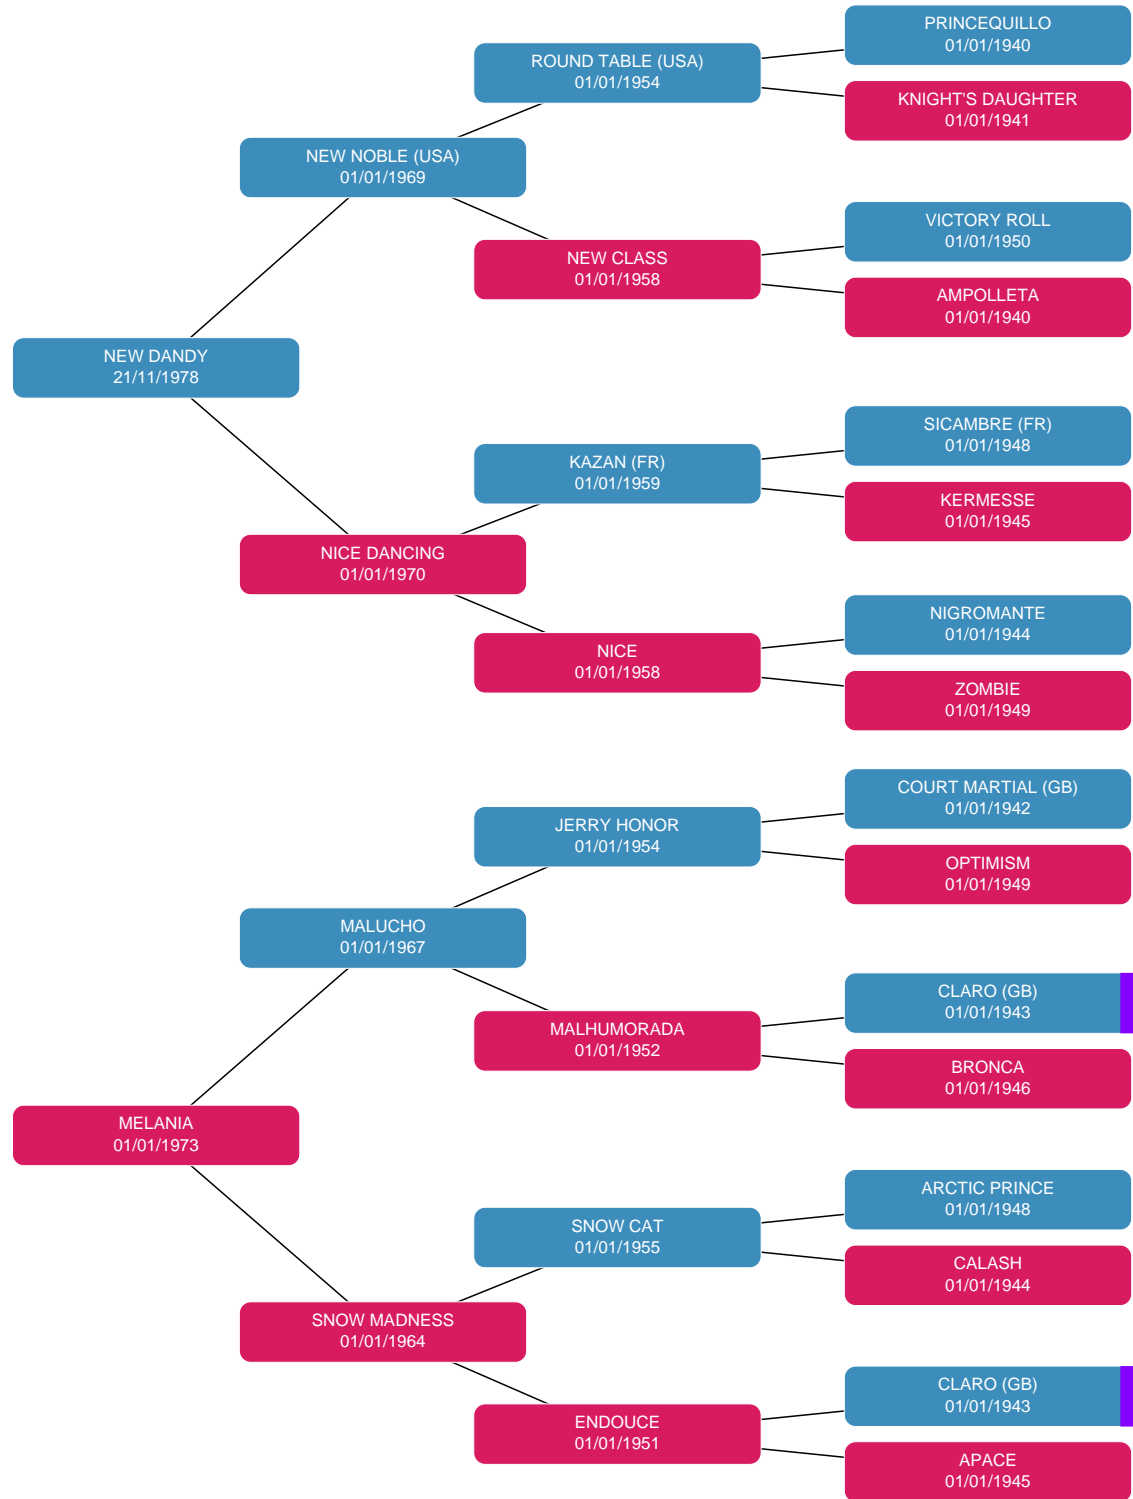 PRINCEQUILLO
01/01/1940
ROUND TABLE (USA)
01/01/1954
KNIGHT'S DAUGHTER
01/01/1941
NEW NOBLE (USA)
01/01/1969
VICTORY ROLL
01/01/1950
NEW CLASS
01/01/1958
AMPOLLETA
01/01/1940
NEW DANDY
21/11/1978
SICAMBRE (FR)
01/01/1948
KAZAN (FR)
01/01/1959
KERMESSE
01/01/1945
NICE DANCING
01/01/1970
NIGROMANTE
01/01/1944
NICE
01/01/1958
ZOMBIE
01/01/1949
COURT MARTIAL (GB)
01/01/1942
JERRY HONOR
01/01/1954
OPTIMISM
01/01/1949
MALUCHO
01/01/1967
CLARO (GB)
01/01/1943
MALHUMORADA
01/01/1952
BRONCA
01/01/1946
MELANIA
01/01/1973
ARCTIC PRINCE
01/01/1948
SNOW CAT
01/01/1955
CALASH
01/01/1944
SNOW MADNESS
01/01/1964
CLARO (GB)
01/01/1943
ENDOUCE
01/01/1951
APACE
01/01/1945